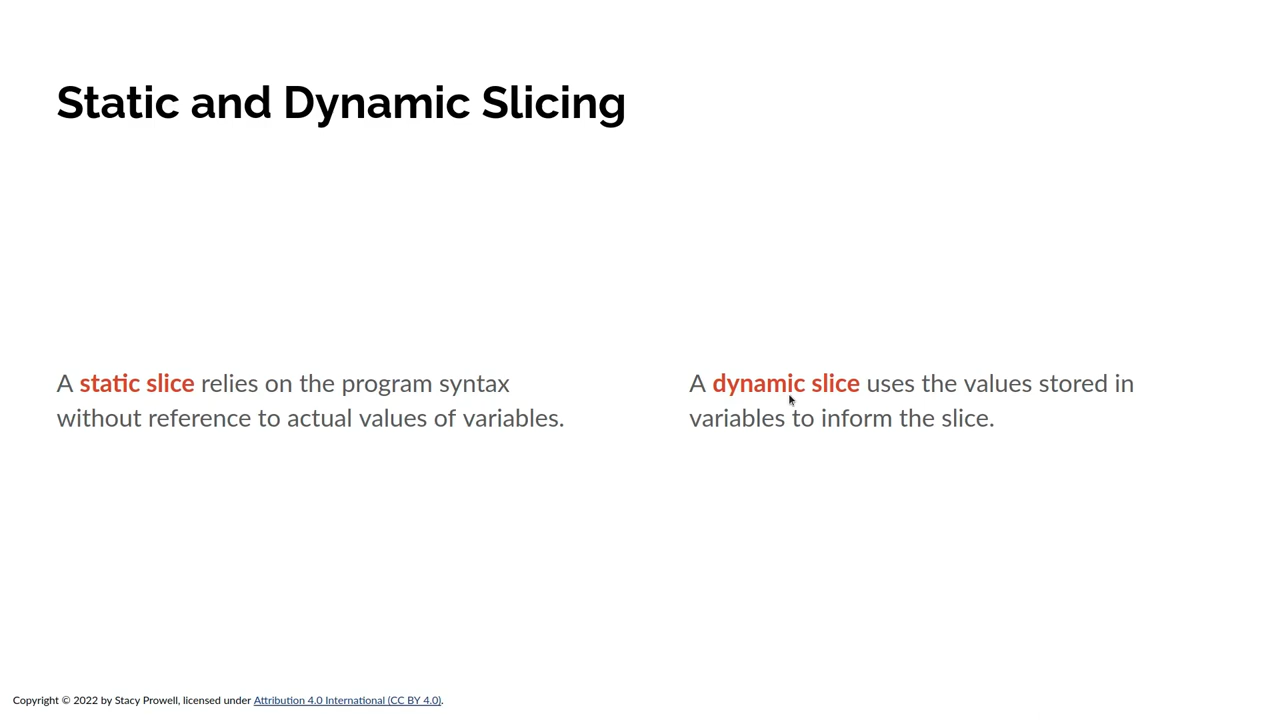 Static and Dynamic Slicing
A static slice relies on the program syntax
without reference to actual values of variables.
A dynamic slice uses the values stored in
variables to inform the slice.
Copyright © 2022 by Stacy Prowell, licensed under Attribution 4.0 International (CC BY 4.0).